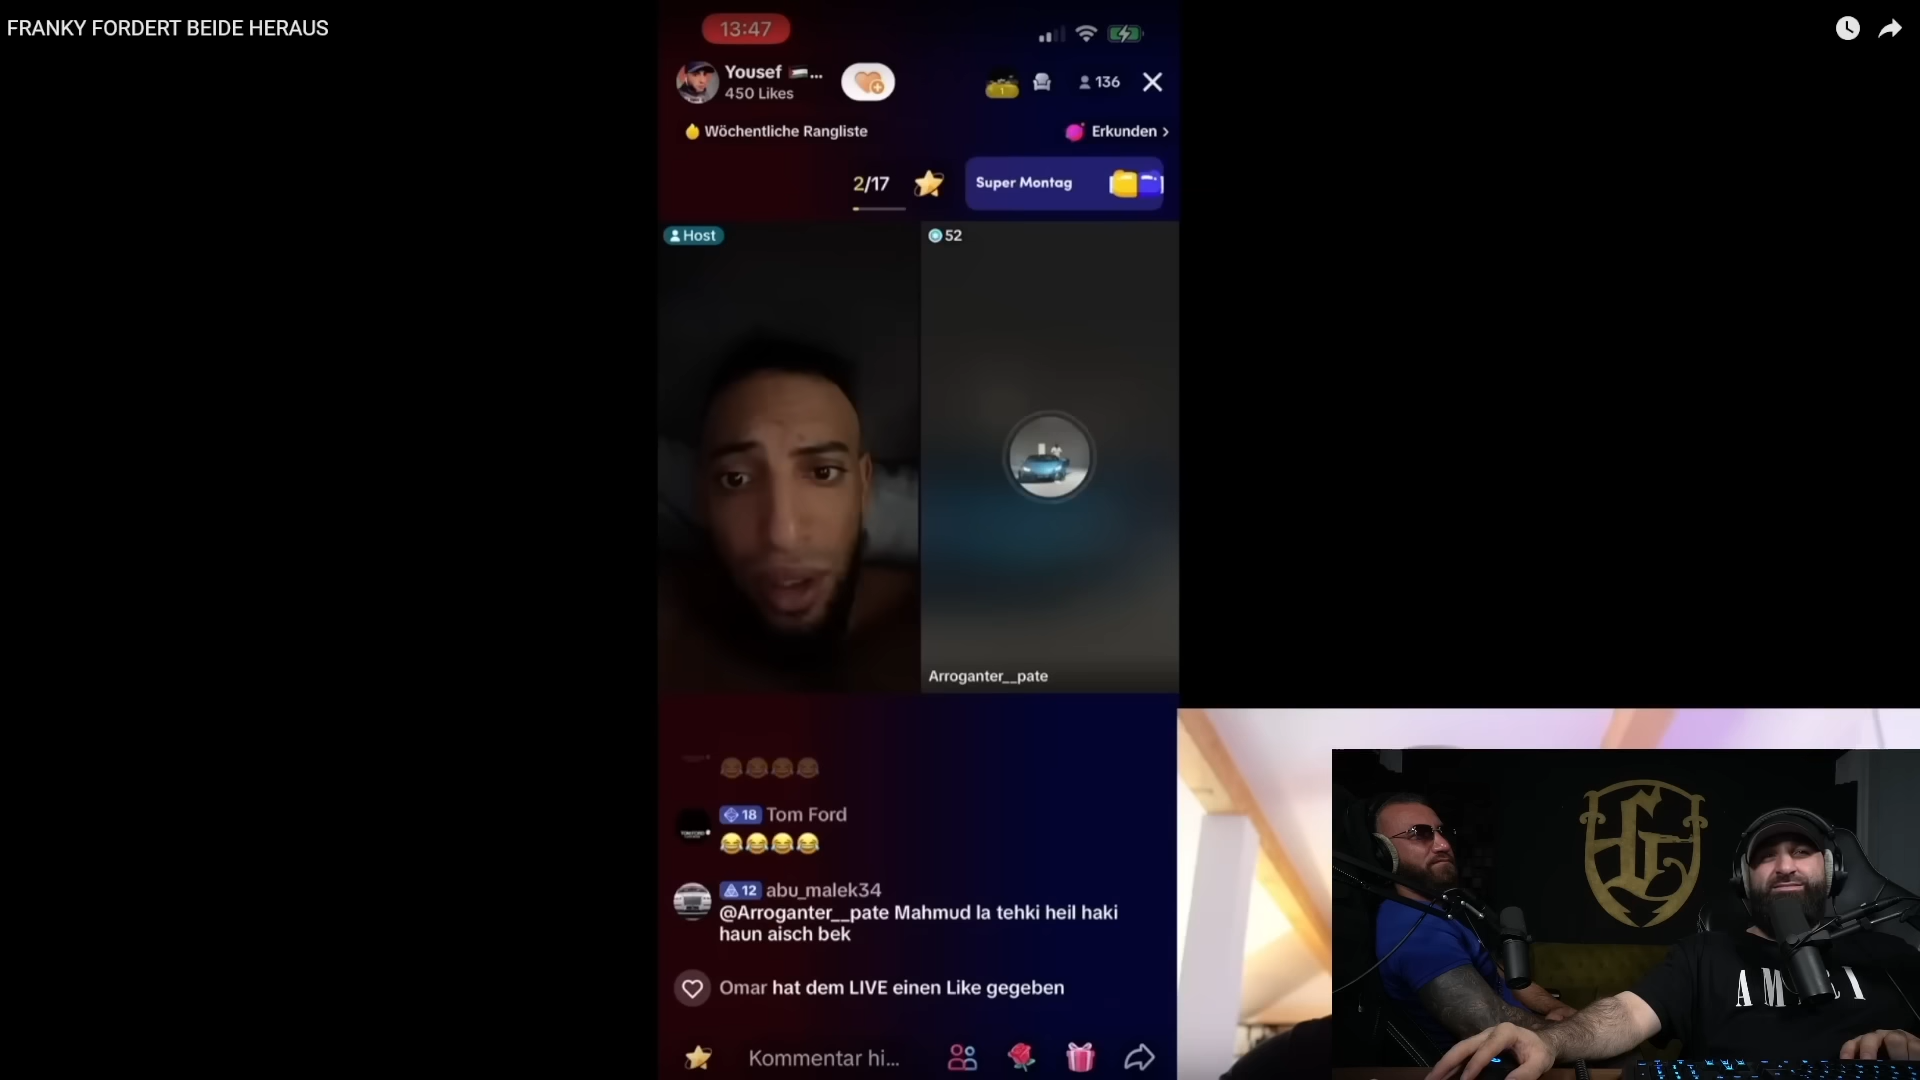 FRANKY FORDERT BEIDE HERAUS
13:47
Yousef 🇵🇸...
450 Likes
136
Wöchentliche Rangliste
Erkunden >
2/17
Super Montag
Host
52
Arroganter__pate
😂😂😂😂
18 Tom Ford
😂😂😂😂
12 abu_malek34
@Arroganter__pate Mahmud la tehki heil haki
haun aisch bek
Omar hat dem LIVE einen Like gegeben
Kommentar hi...